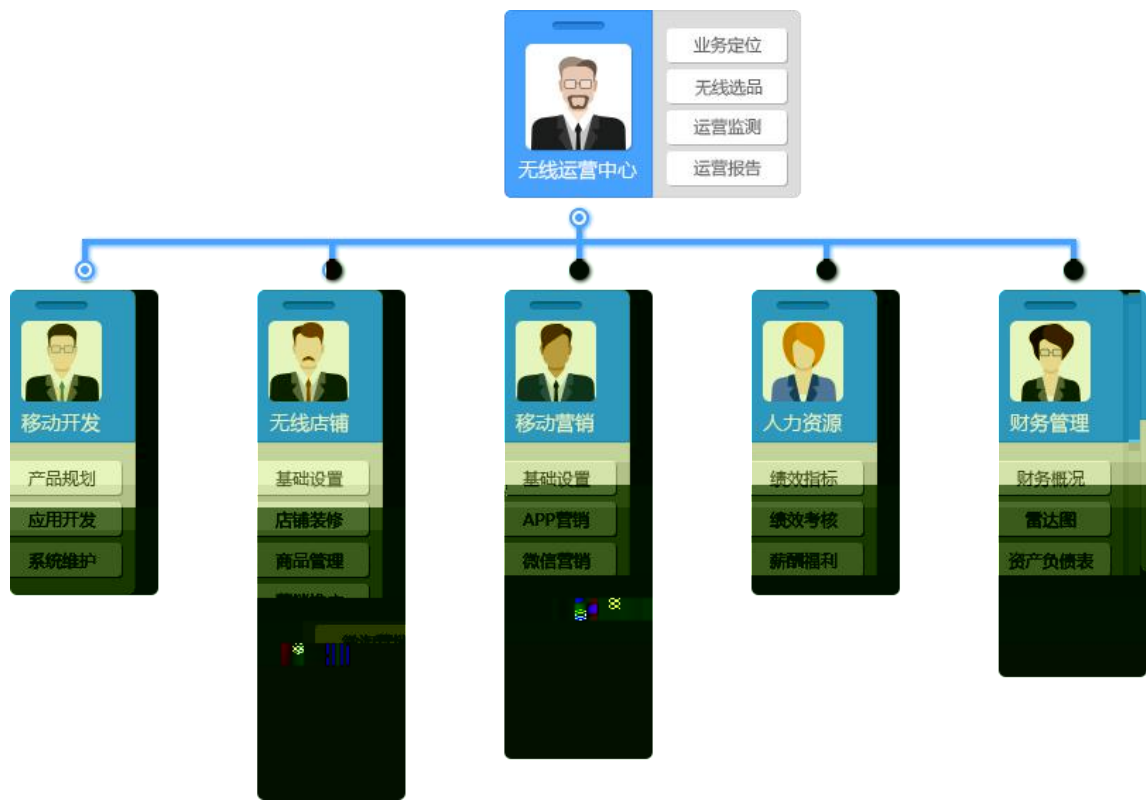 无线运营中心
业务定位
无线选品
运营监测
运营报告
移动开发
产品规划
应用开发
系统维护
无线店铺
基础设置
店铺装修
商品管理
移动营销
基础设置
APP营销
微信营销
人力资源
绩效指标
绩效考核
薪酬福利
财务管理
财务概况
雷达图
资产负债表